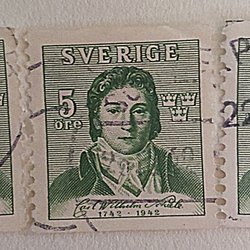 SVERIGE
5
ÖRE
Carl Wilhelm Scheele
1742 - 1942